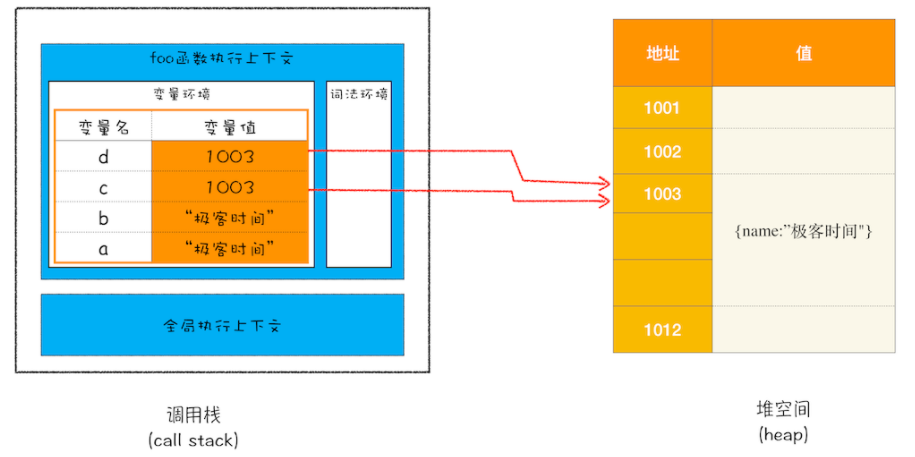 foo函数执行上下文
变量环境
词法环境
变量名 变量值
d 1003
c 1003
b “极客时间”
a “极客时间”
全局执行上下文
调用栈
(call stack)
地址 值
1001
1002
1003
{name:”极客时间"}
1012
堆空间
(heap)